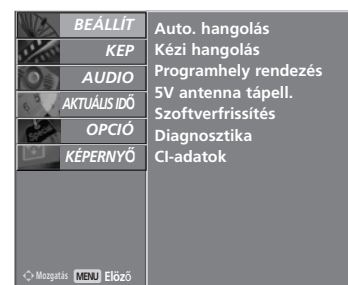 BEÁLLÍT
KEP
AUDIO
AKTUÁLIS IDŐ
OPCIÓ
KÉPERNYŐ
Auto. hangolás
Kézi hangolás
Programhely rendezés
5V antenna tápell.
Szoftverfrissítés
Diagnosztika
CI-adatok
Mozgatás MENU Előző